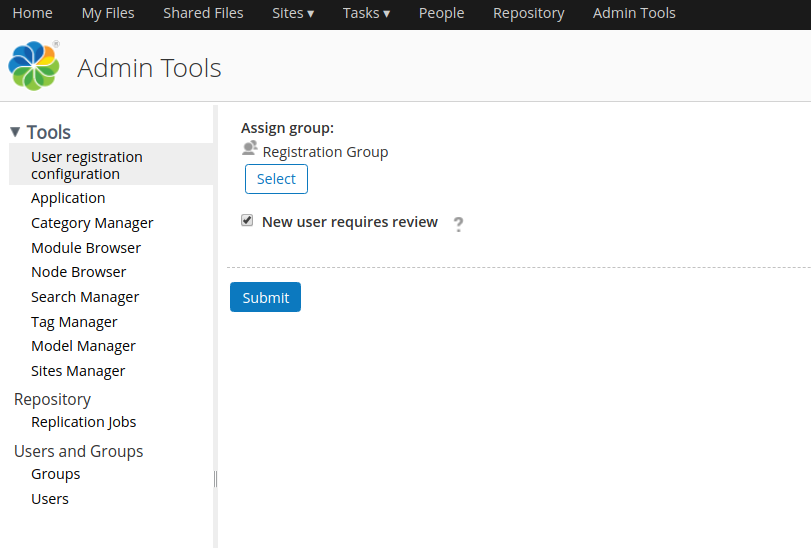 Home My Files Shared Files Sites ▾ Tasks ▾ People Repository Admin Tools
®
Admin Tools
▼ Tools
User registration
configuration
Application
Category Manager
Module Browser
Node Browser
Search Manager
Tag Manager
Model Manager
Sites Manager
Repository
Replication Jobs
Users and Groups
Groups
Users
Assign group:
Registration Group
Select
New user requires review ?
Submit